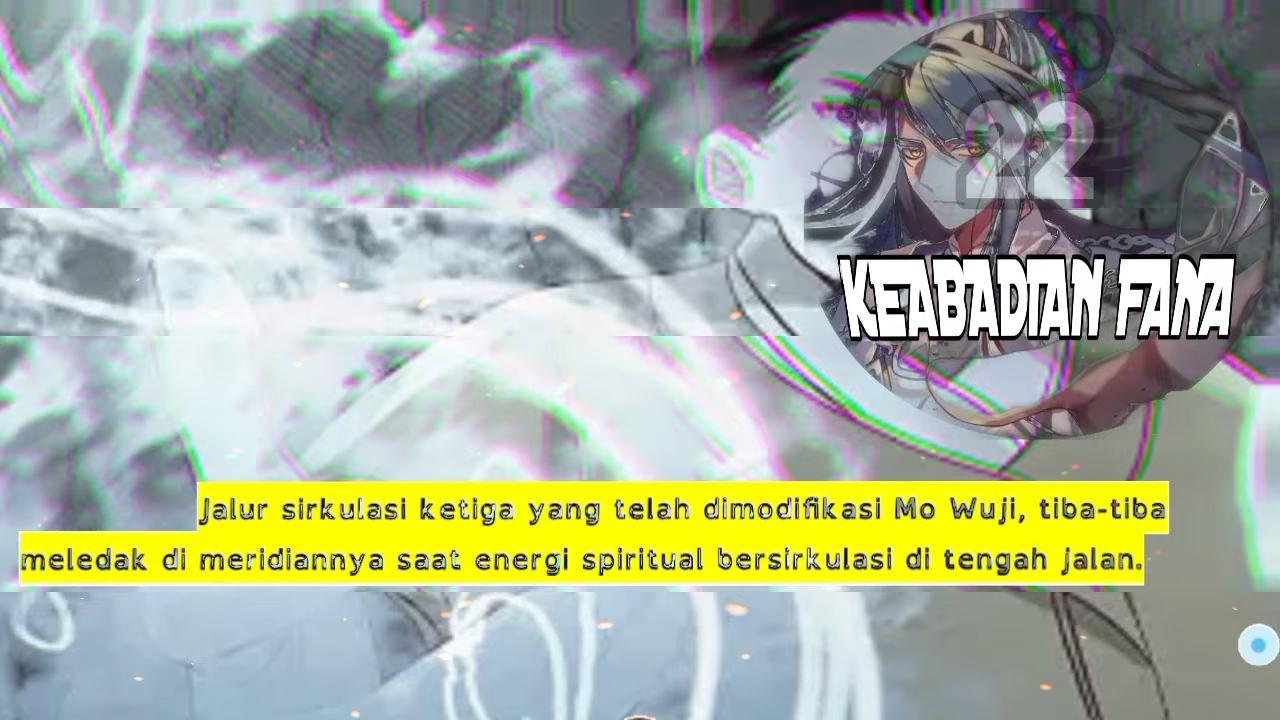 22
KEABADIAN FANA
Jalur sirkulasi ketiga yang telah dimodifikasi Mo Wuji, tiba-tiba
meledak di meridiannya saat energi spiritual bersirkulasi di tengah jalan.